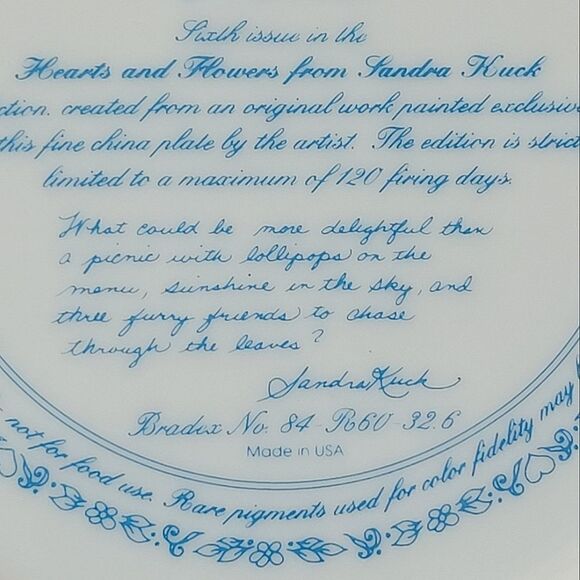 Sixth issue in the
Hearts and Flowers from Sandra Kuck
created from an original work painted
this fine china plate by the artist. The edition is
limited to a maximum of 120 firing days.
What could be more delightful than
a picnic with lollipops on the
menu, sunshine in the sky, and
three furry friends to chase
through the leaves?
Sandra Kuck
Bradex No. 84-R60-32.6
Made in USA
not for food use. Rare pigments used for color fidelity may